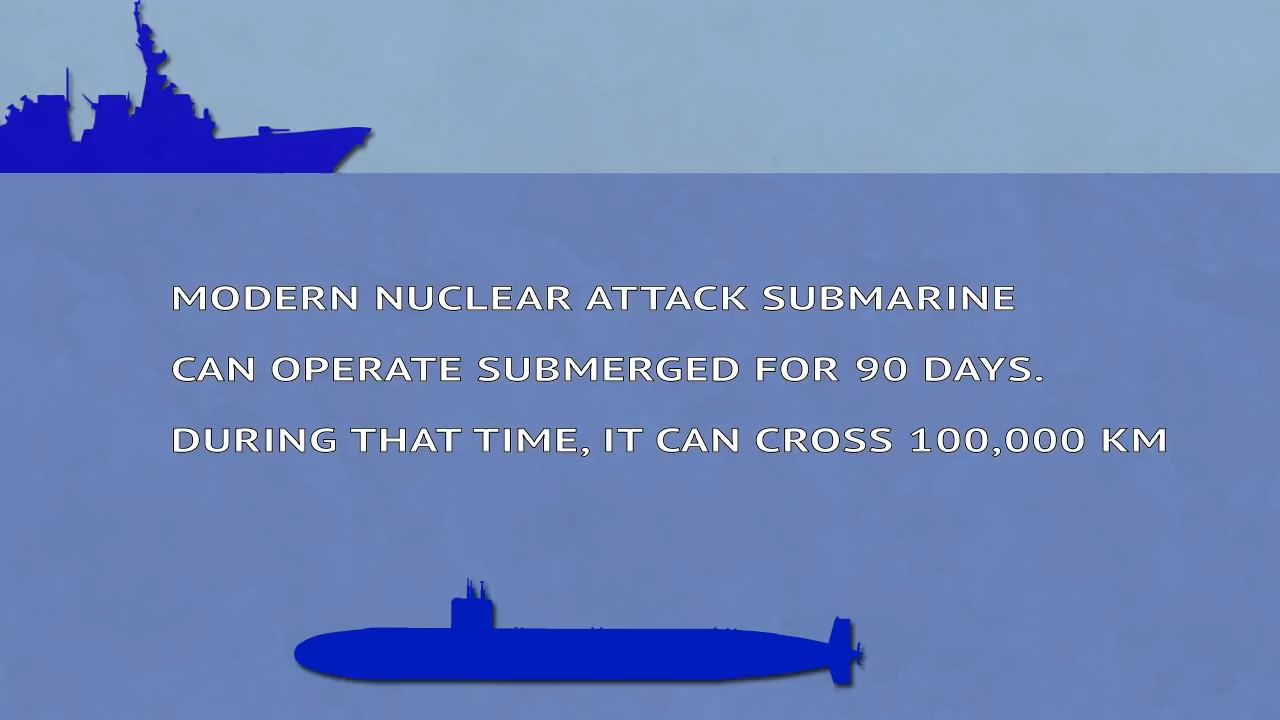 MODERN NUCLEAR ATTACK SUBMARINE
CAN OPERATE SUBMERGED FOR 90 DAYS.
DURING THAT TIME, IT CAN CROSS 100,000 KM